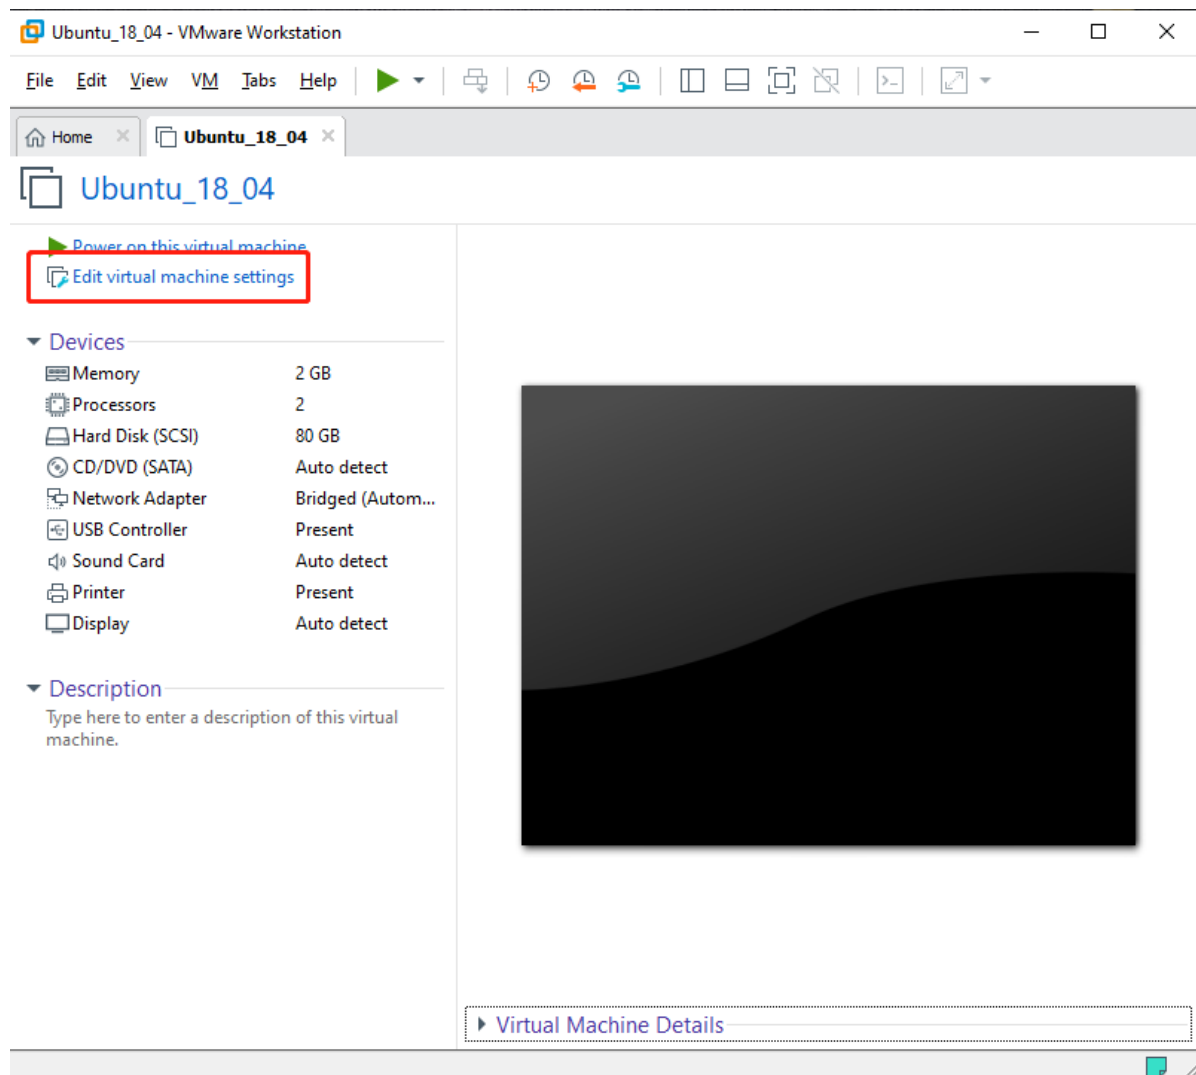 Ubuntu_18_04 - VMware Workstation
File Edit View VM Tabs Help
Home Ubuntu_18_04
Ubuntu_18_04
Power on this virtual machine
Edit virtual machine settings
Devices
Memory 2 GB
Processors 2
Hard Disk (SCSI) 80 GB
CD/DVD (SATA) Auto detect
Network Adapter Bridged (Autom...
USB Controller Present
Sound Card Auto detect
Printer Present
Display Auto detect
Description
Type here to enter a description of this virtual
machine.
Virtual Machine Details